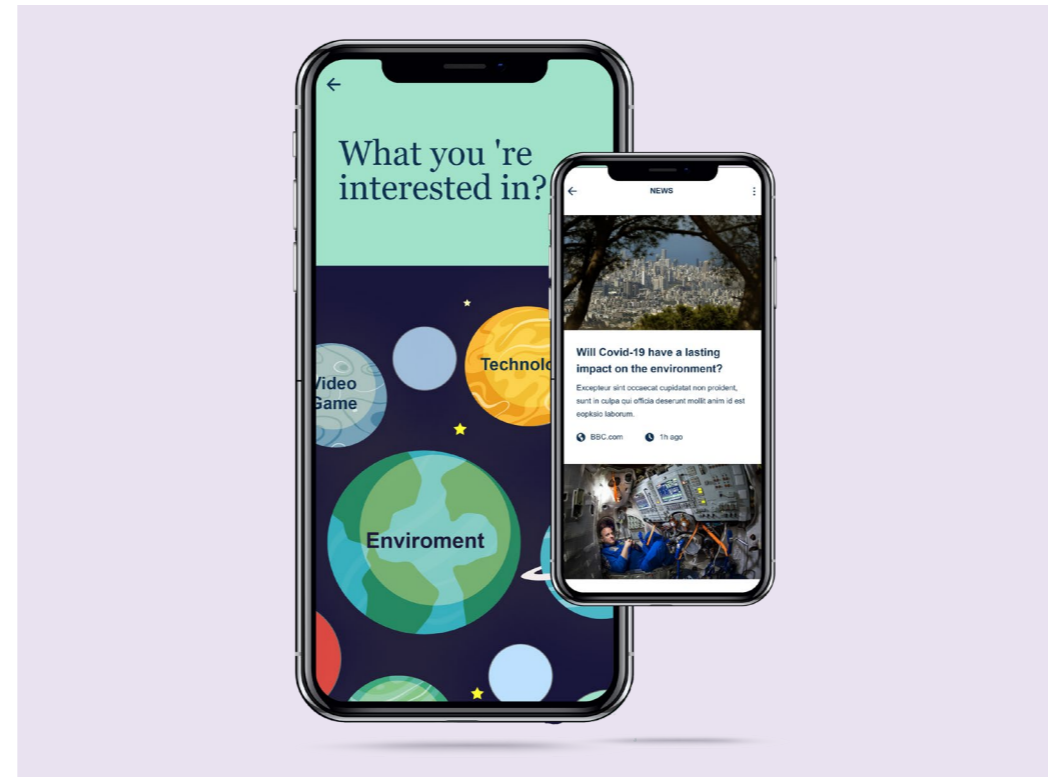 What you 're
interested in?
Video
Game
Technolo
Enviroment
NEWS
Will Covid-19 have a lasting
impact on the environment?
Excepteur sint occaecat cupidatat non proident,
sunt in culpa qui officia deserunt mollit anim id est
eopksio laborum.
BBC.com 1h ago